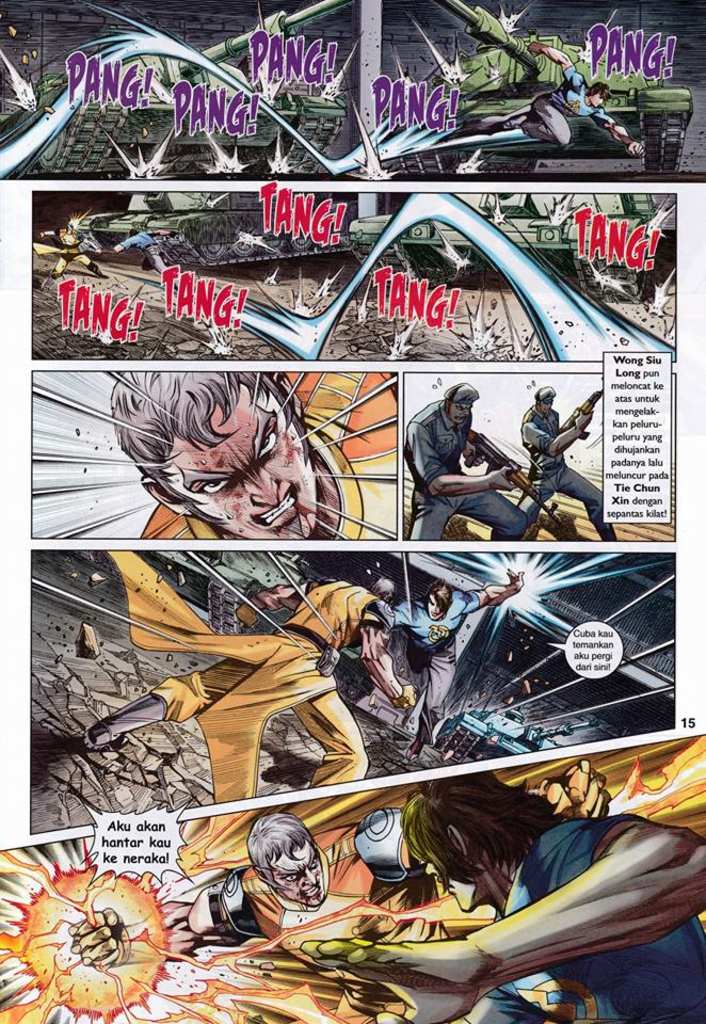 PANG!
PANG!
PANG!
PANG!
PANG!
TANG!
TANG!
TANG!
TANG!
TANG!
Wong Siu
Long pun
meloncat ke
atas untuk
mengelak-
kan peluru-
peluru yang
dihujankan
padanya lalu
meluncur ke
Tie Chun
Xin dengan
sepantas kilat!
Cuba kau
temankan
aku pergi
dari sini!
15
Aku akan
hantar kau
ke neraka!